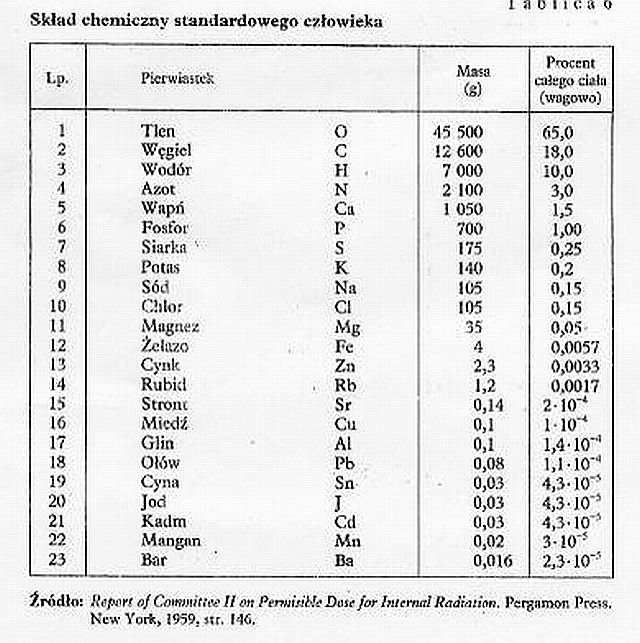 Tablica 6
Skład chemiczny standardowego człowieka
Lp. Pierwiastek Masa (g) Procent całego ciała (wagowo)
1 Tlen O 45 500 65,0
2 Węgiel C 12 600 18,0
3 Wodór H 7 000 10,0
4 Azot N 2 100 3,0
5 Wapń Ca 1 050 1,5
6 Fosfor P 700 1,00
7 Siarka S 175 0,25
8 Potas K 140 0,2
9 Sód Na 105 0,15
10 Chlor Cl 105 0,15
11 Magnez Mg 35 0,05
12 Żelazo Fe 4 0,0057
13 Cynk Zn 2,3 0,0033
14 Rubid Rb 1,2 0,0017
15 Stront Sr 0,14 2·10⁻⁴
16 Miedź Cu 0,1 1·10⁻⁴
17 Glin Al 0,1 1,4·10⁻⁴
18 Ołów Pb 0,08 1,1·10⁻⁴
19 Cyna Sn 0,03 4,3·10⁻⁵
20 Jod J 0,03 4,3·10⁻⁵
21 Kadm Cd 0,03 4,3·10⁻⁵
22 Mangan Mn 0,02 3·10⁻⁵
23 Bar Ba 0,016 2,3·10⁻⁵
Źródło: Report of Committee II on Permisible Dose for Internal Radiation. Pergamon Press.
New York, 1959, str. 146.